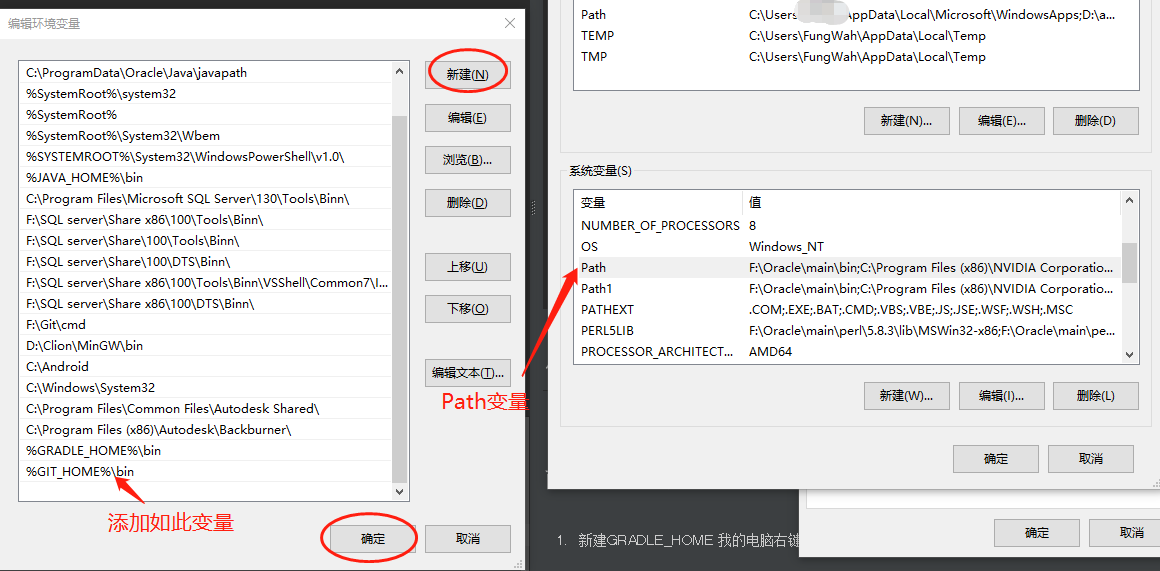 编辑环境变量
C:\ProgramData\Oracle\Java\javapath
%SystemRoot%\system32
%SystemRoot%
%SystemRoot%\System32\Wbem
%SYSTEMROOT%\System32\WindowsPowerShell\v1.0\
%JAVA_HOME%\bin
C:\Program Files\Microsoft SQL Server\130\Tools\Binn\
F:\SQL server\Share x86\100\Tools\Binn\
F:\SQL server\Share\100\Tools\Binn\
F:\SQL server\Share\100\DTS\Binn\
F:\SQL server\Share x86\100\Tools\Binn\VSShell\Common7\I...
F:\SQL server\Share x86\100\DTS\Binn\
F:\Git\cmd
D:\Clion\MinGW\bin
C:\Android
C:\Windows\System32
C:\Program Files\Common Files\Autodesk Shared\
C:\Program Files (x86)\Autodesk\Backburner\
%GRADLE_HOME%\bin
%GIT_HOME%\bin
添加如此变量
新建(N)
编辑(E)
浏览(B)...
删除(D)
上移(U)
下移(O)
编辑文本(T)...
确定
取消
Path变量
Path C:\Users AppData\Local\Microsoft\WindowsApps;D:\a...
TEMP C:\Users\FungWah\AppData\Local\Temp
TMP C:\Users\FungWah\AppData\Local\Temp
新建(N)... 编辑(E)... 删除(D)
系统变量(S)
变量 值
NUMBER_OF_PROCESSORS 8
OS Windows_NT
Path F:\Oracle\main\bin;C:\Program Files (x86)\NVIDIA Corporatio...
Path1 F:\Oracle\main\bin;C:\Program Files (x86)\NVIDIA Corporatio...
PATHEXT .COM;.EXE;.BAT;.CMD;.VBS;.VBE;.JS;.JSE;.WSF;.WSH;.MSC
PERL5LIB F:\Oracle\main\perl\5.8.3\lib\MSWin32-x86;F:\Oracle\main\pe...
PROCESSOR_ARCHITECT... AMD64
新建(W)... 编辑(I)... 删除(L)
确定 取消
确定 取消
1. 新建GRADLE_HOME 我的电脑右键